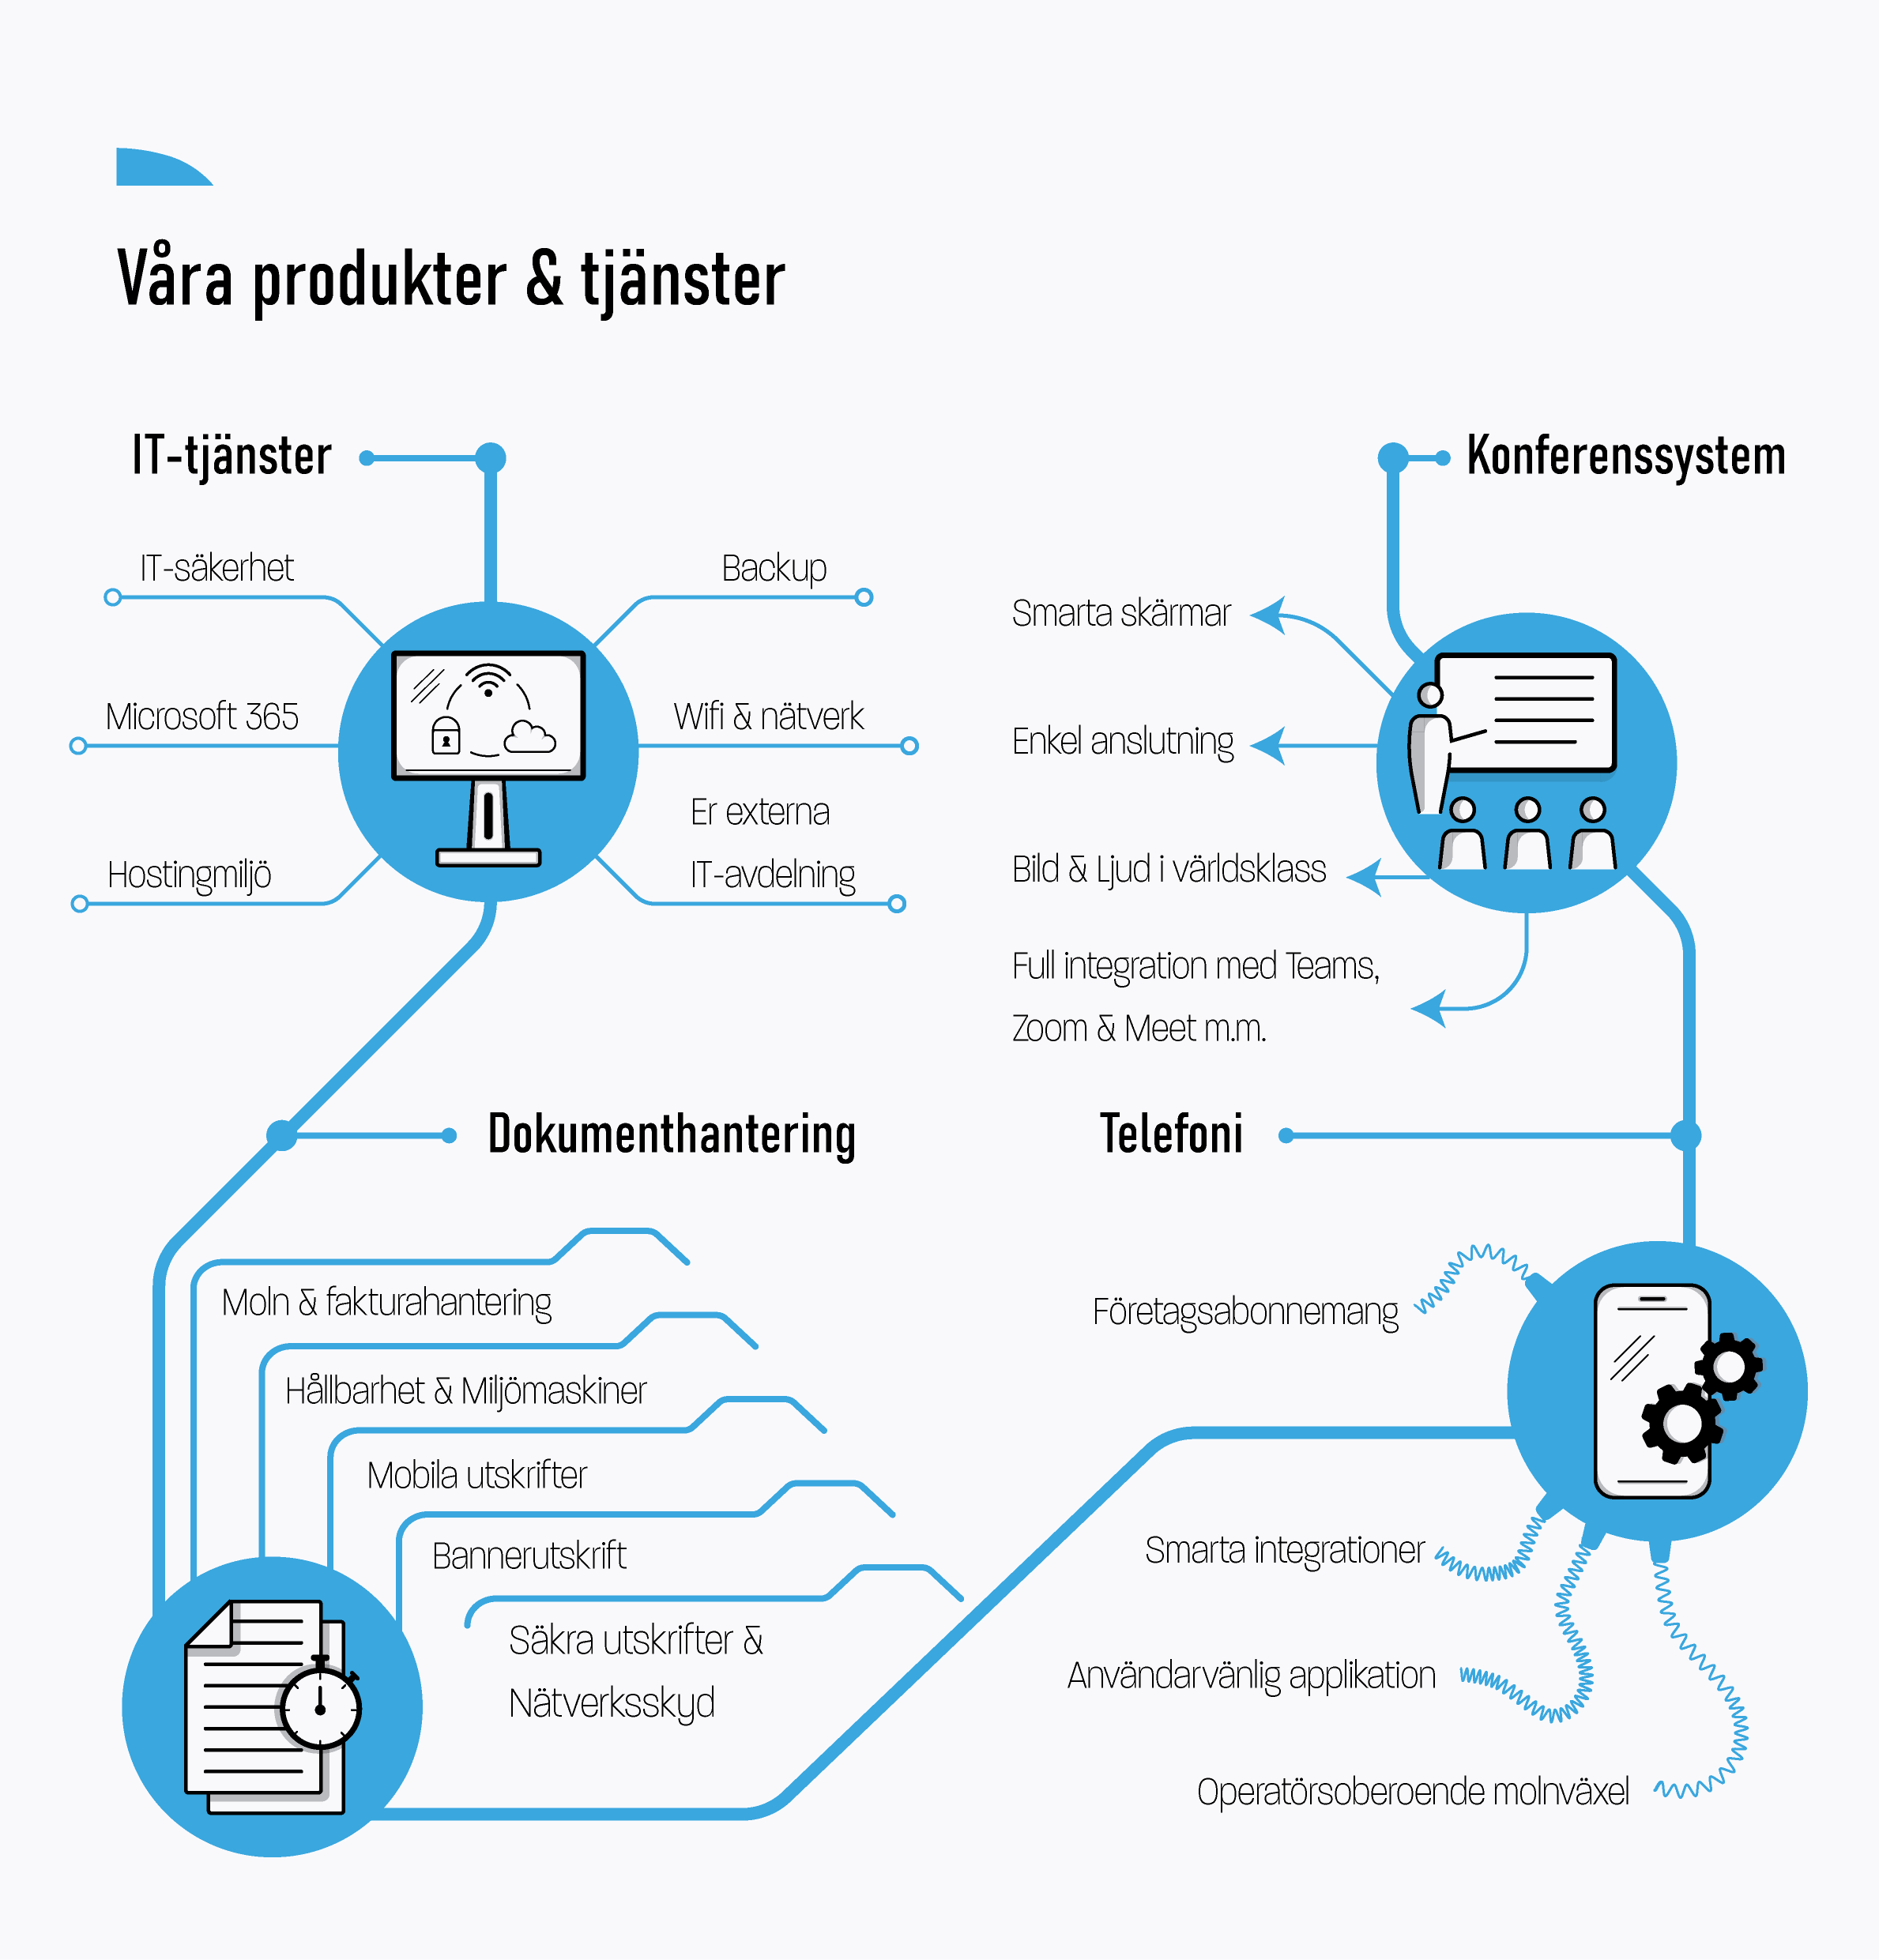 Våra produkter & tjänster
IT-tjänster
IT-säkerhet
Backup
Microsoft 365
Wifi & nätverk
Hostingmiljö
Er externa
IT-avdelning
Konferenssystem
Smarta skärmar
Enkel anslutning
Bild & Ljud i världsklass
Full integration med Teams,
Zoom & Meet m.m.
Dokumenthantering
Moln & fakturahantering
Hållbarhet & Miljömaskiner
Mobila utskrifter
Bannerutskrift
Säkra utskrifter &
Nätverksskyd
Telefoni
Företagsabonnemang
Smarta integrationer
Användarvänlig applikation
Operatörsoberoende molnväxel